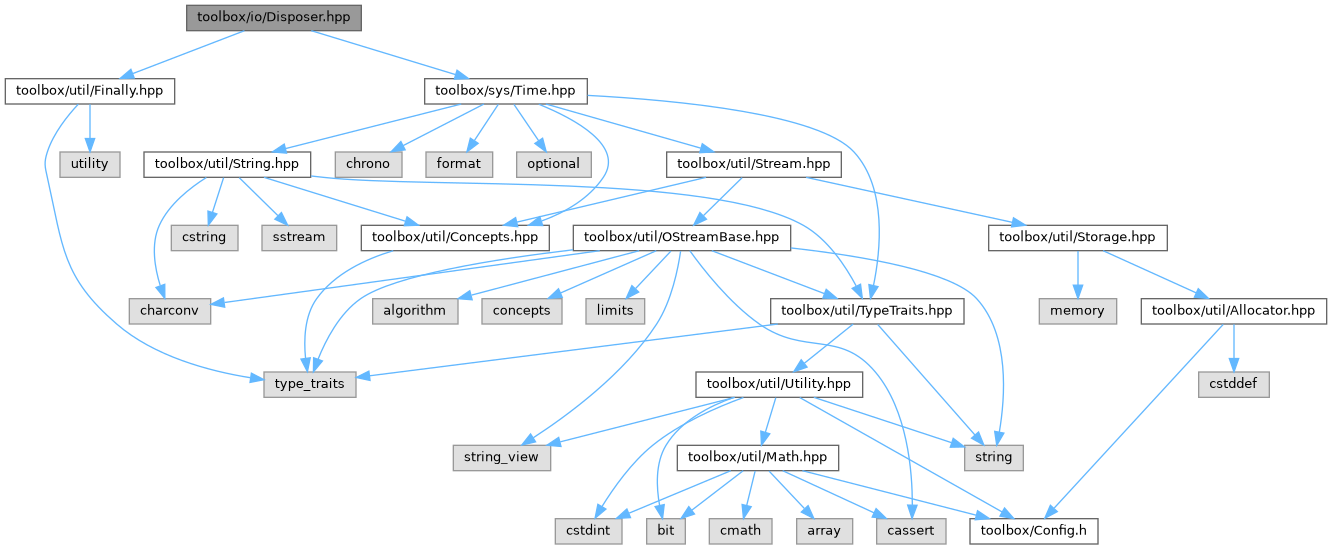 toolbox/io/Disposer.hpp
toolbox/util/Finally.hpp
toolbox/sys/Time.hpp
utility
toolbox/util/String.hpp
chrono
format
optional
toolbox/util/Stream.hpp
cstring
sstream
toolbox/util/Concepts.hpp
toolbox/util/OStreamBase.hpp
toolbox/util/Storage.hpp
charconv
algorithm
concepts
limits
toolbox/util/TypeTraits.hpp
memory
toolbox/util/Allocator.hpp
type_traits
toolbox/util/Utility.hpp
cstddef
string_view
toolbox/util/Math.hpp
string
cstdint
bit
cmath
array
cassert
toolbox/Config.h